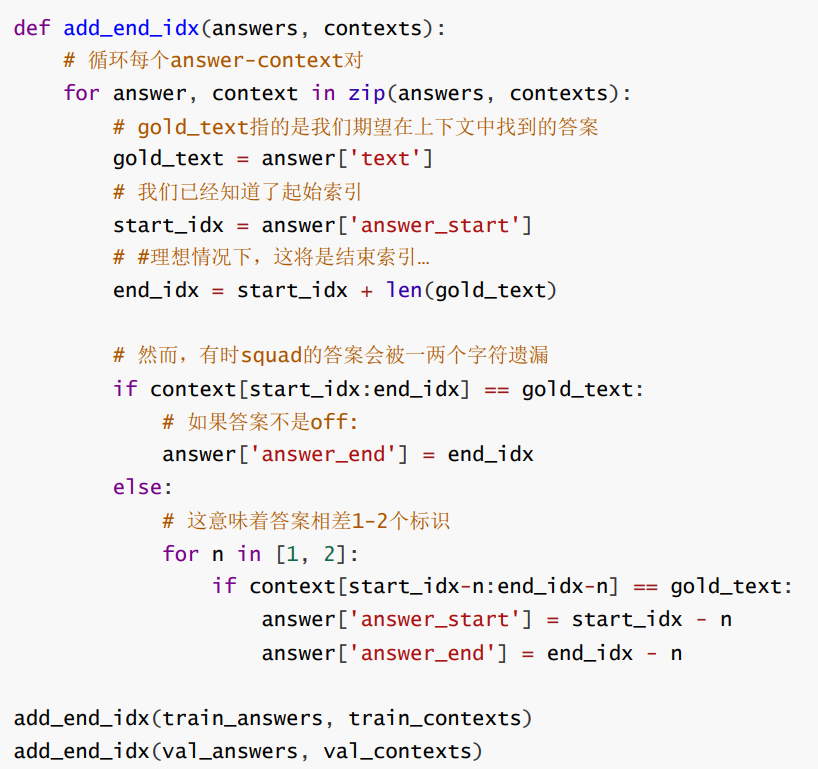 def add_end_idx(answers, contexts):
    # 循环每个answer-context对
    for answer, context in zip(answers, contexts):
        # gold_text指的是我们期望在上下文中找到的答案
        gold_text = answer['text']
        # 我们已经知道了起始索引
        start_idx = answer['answer_start']
        # #理想情况下，这将是结束索引…
        end_idx = start_idx + len(gold_text)

        # 然而，有时squad的答案会被一两个字符遗漏
        if context[start_idx:end_idx] == gold_text:
            # 如果答案不是off:
            answer['answer_end'] = end_idx
        else:
            # 这意味着答案相差1-2个标识
            for n in [1, 2]:
                if context[start_idx-n:end_idx-n] == gold_text:
                    answer['answer_start'] = start_idx - n
                    answer['answer_end'] = end_idx - n

add_end_idx(train_answers, train_contexts)
add_end_idx(val_answers, val_contexts)